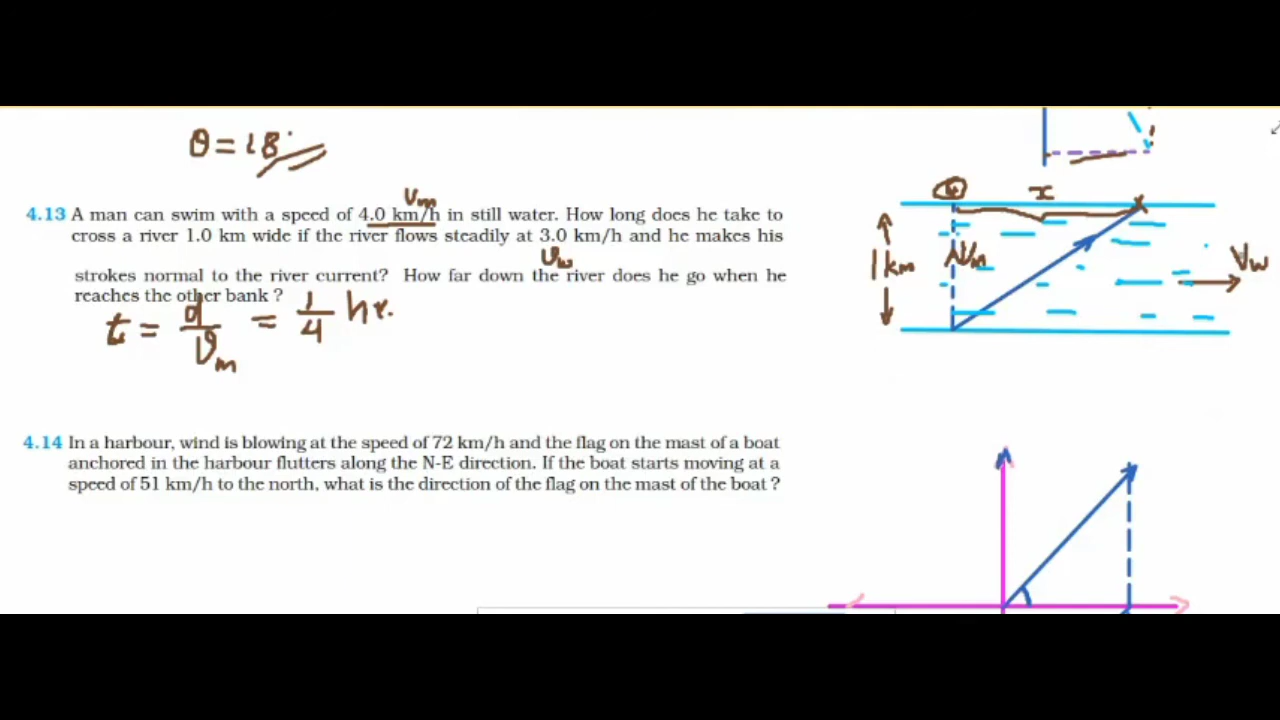 θ = 18°
4.13 A man can swim with a speed of 4.0 km/h in still water. How long does he take to
cross a river 1.0 km wide if the river flows steadily at 3.0 km/h and he makes his
strokes normal to the river current? How far down the river does he go when he
reaches the other bank ?
vm
vw
t = d/vm = 1/4 hr.
x
1 km
vm
vw
4.14 In a harbour, wind is blowing at the speed of 72 km/h and the flag on the mast of a boat
anchored in the harbour flutters along the N-E direction. If the boat starts moving at a
speed of 51 km/h to the north, what is the direction of the flag on the mast of the boat ?